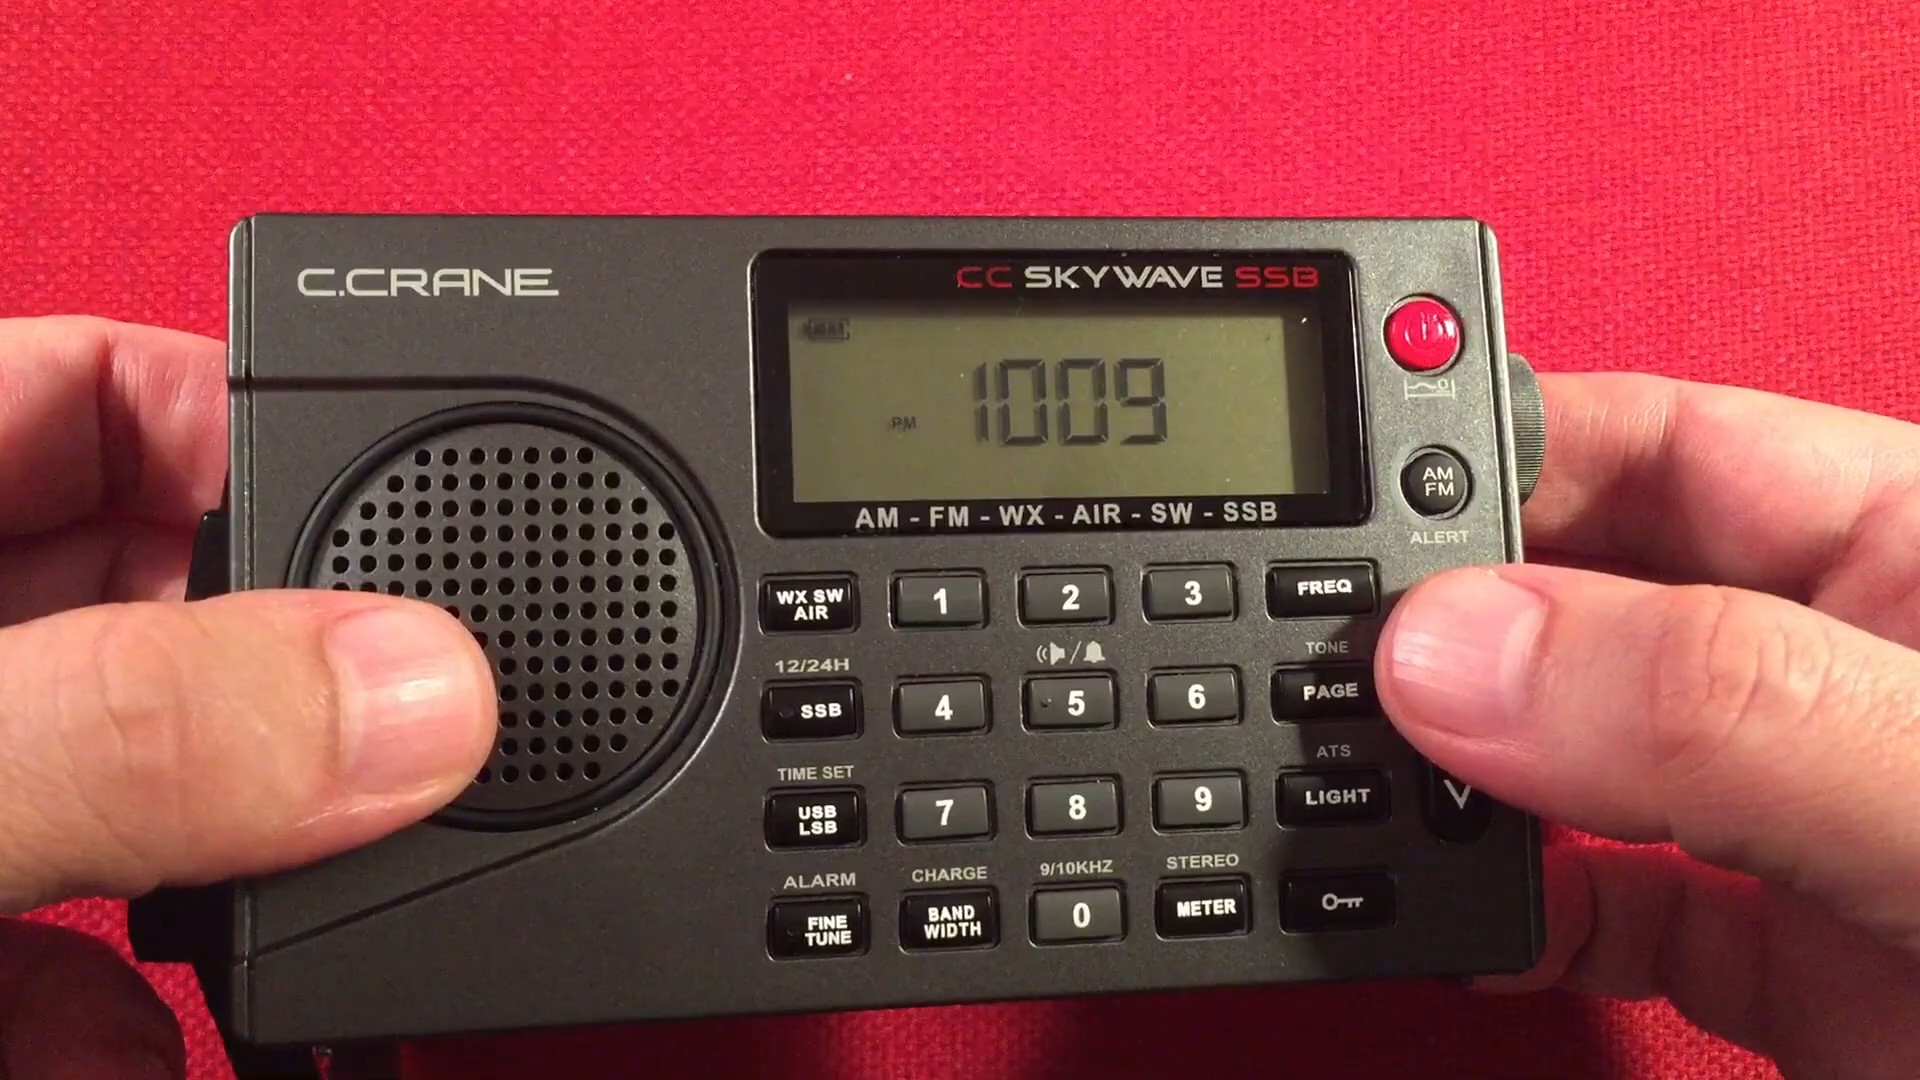 C.CRANE
CC SKYWAVE SSB
PM 1009
AM - FM - WX - AIR - SW - SSB
AM
FM
ALERT
WX SW
AIR
1
2
3
FREQ
12/24H
TONE
SSB
4
5
6
PAGE
TIME SET
ATS
USB
LSB
7
8
9
LIGHT
ALARM
CHARGE
9/10KHZ
STEREO
FINE
TUNE
BAND
WIDTH
0
METER